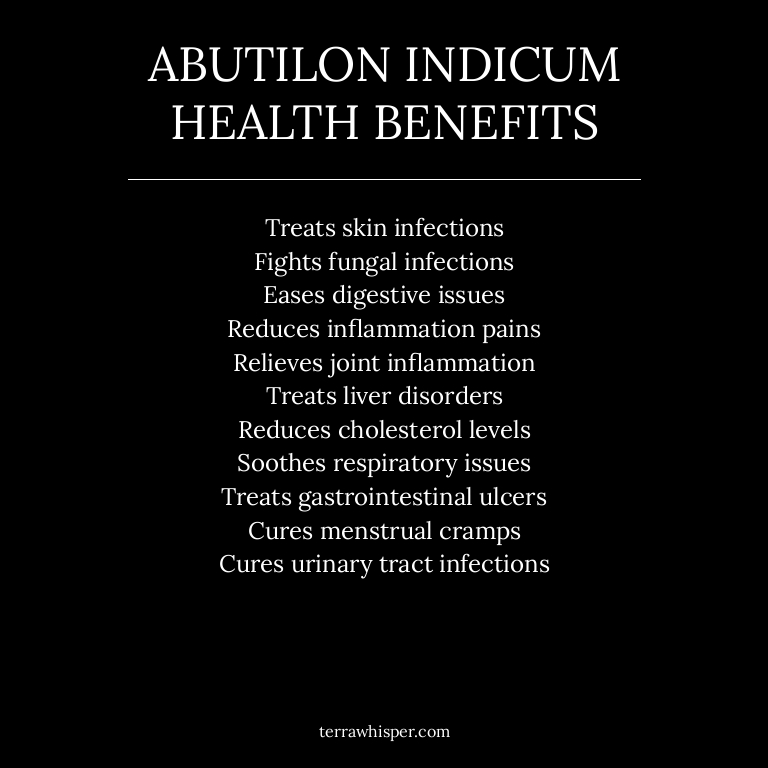 ABUTILON INDICUM
HEALTH BENEFITS
Treats skin infections
Fights fungal infections
Eases digestive issues
Reduces inflammation pains
Relieves joint inflammation
Treats liver disorders
Reduces cholesterol levels
Soothes respiratory issues
Treats gastrointestinal ulcers
Cures menstrual cramps
Cures urinary tract infections
terrawhisper.com